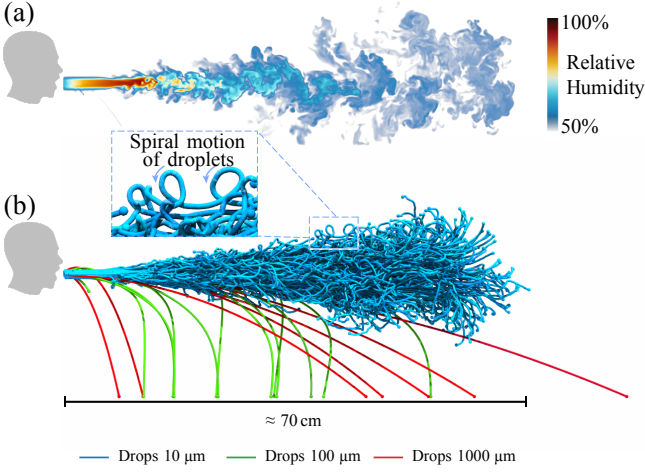 (a)
100%
Relative
Humidity
50%
Spiral motion
of droplets
(b)
≈ 70 cm
Drops 10 μm
Drops 100 μm
Drops 1000 μm